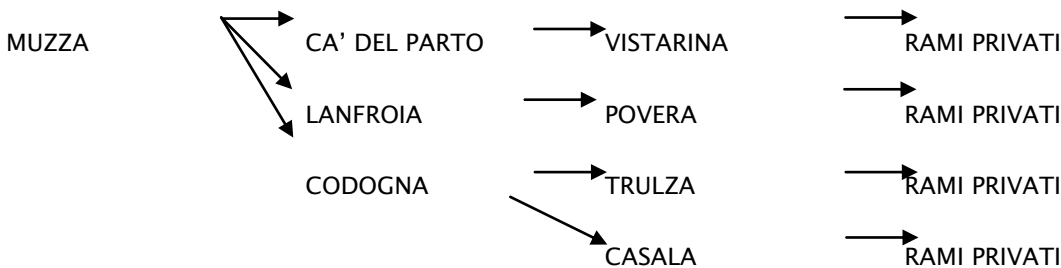 MUZZA CA’ DEL PARTO VISTARINA RAMI PRIVATI
LANFROIA POVERA RAMI PRIVATI
CODOGNA TRULZA RAMI PRIVATI
CASALA RAMI PRIVATI